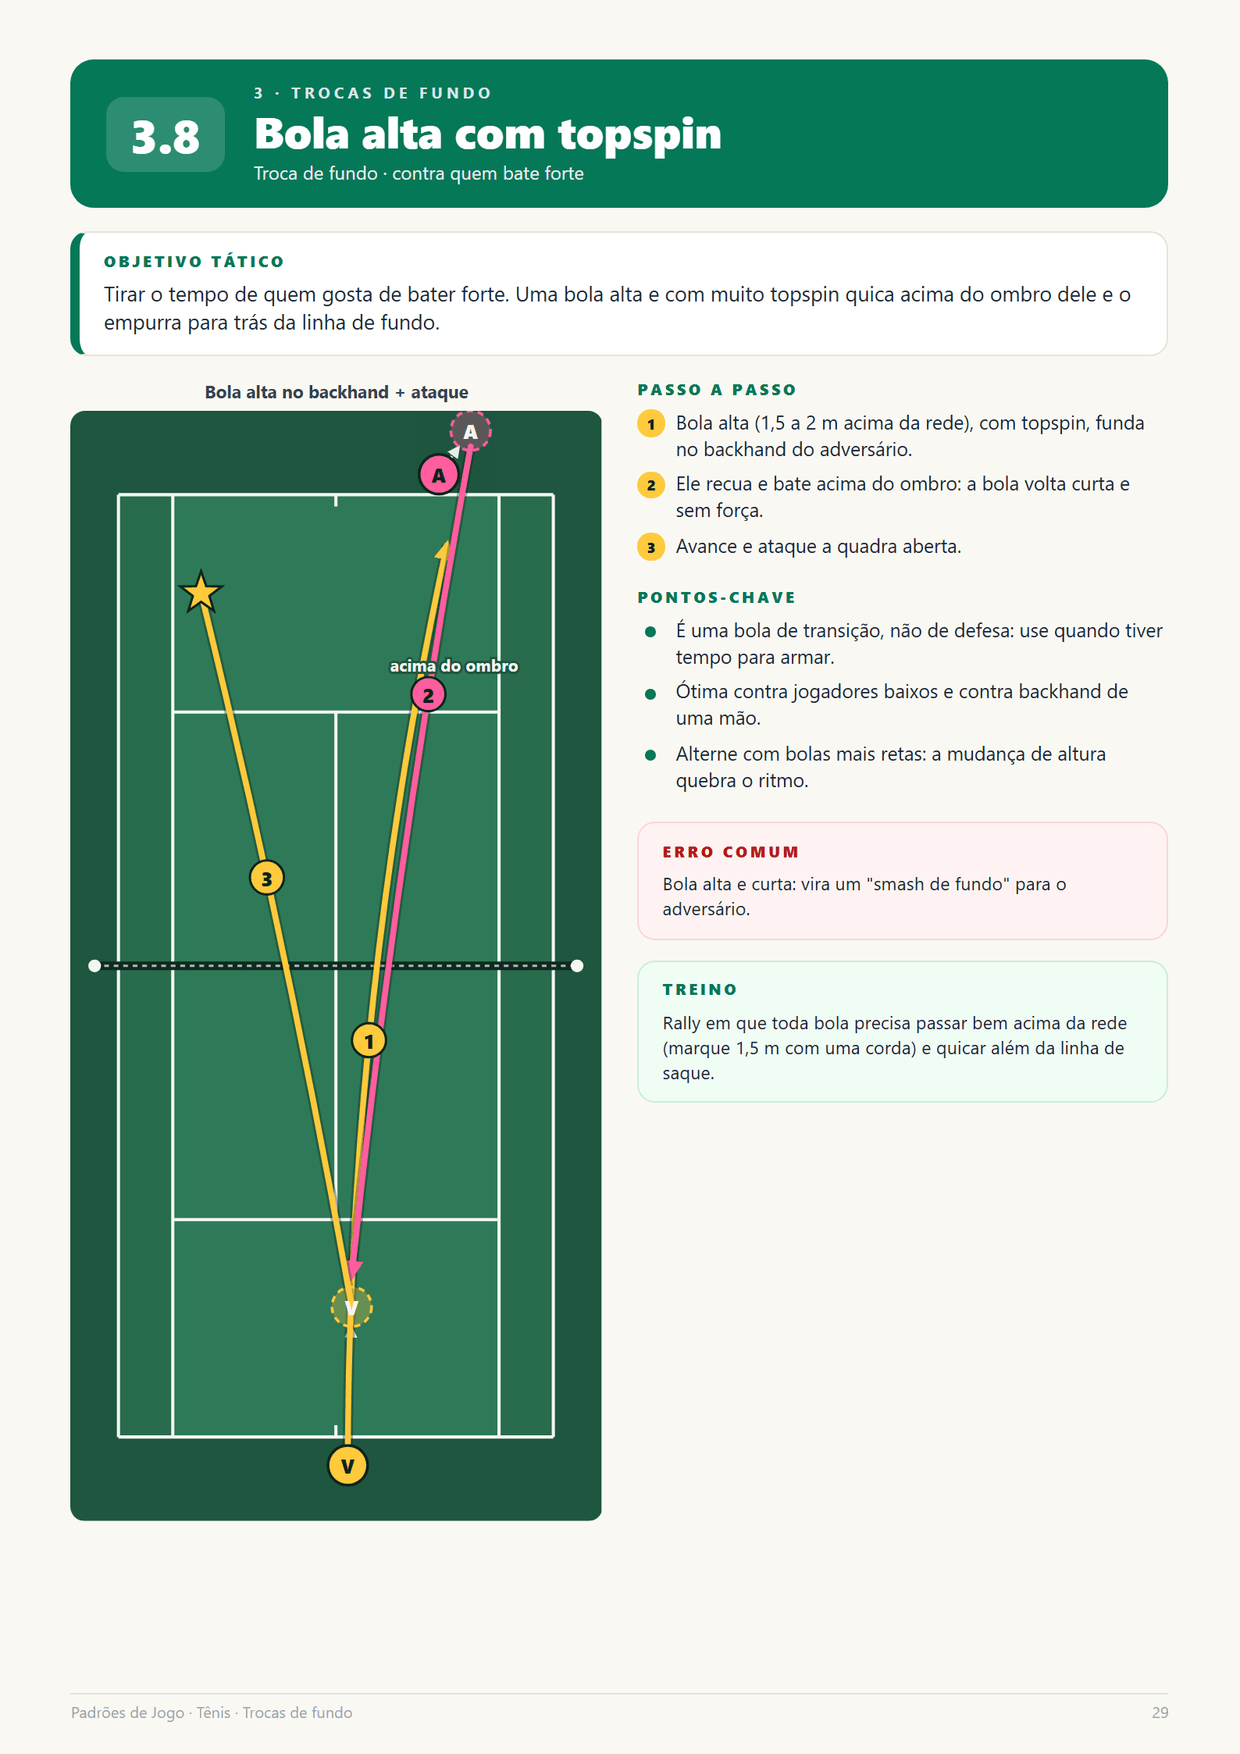 3 · TROCAS DE FUNDO
3.8
Bola alta com topspin
Troca de fundo · contra quem bate forte
OBJETIVO TÁTICO
Tirar o tempo de quem gosta de bater forte. Uma bola alta e com muito topspin quica acima do ombro dele e o
empurra para trás da linha de fundo.
Bola alta no backhand + ataque
A
A
acima do ombro
2
3
1
V
V
PASSO A PASSO
1 Bola alta (1,5 a 2 m acima da rede), com topspin, funda
no backhand do adversário.
2 Ele recua e bate acima do ombro: a bola volta curta e
sem força.
3 Avance e ataque a quadra aberta.
PONTOS-CHAVE
É uma bola de transição, não de defesa: use quando tiver
tempo para armar.
Ótima contra jogadores baixos e contra backhand de
uma mão.
Alterne com bolas mais retas: a mudança de altura
quebra o ritmo.
ERRO COMUM
Bola alta e curta: vira um "smash de fundo" para o
adversário.
TREINO
Rally em que toda bola precisa passar bem acima da rede
(marque 1,5 m com uma corda) e quicar além da linha de
saque.
Padrões de Jogo · Tênis · Trocas de fundo
29